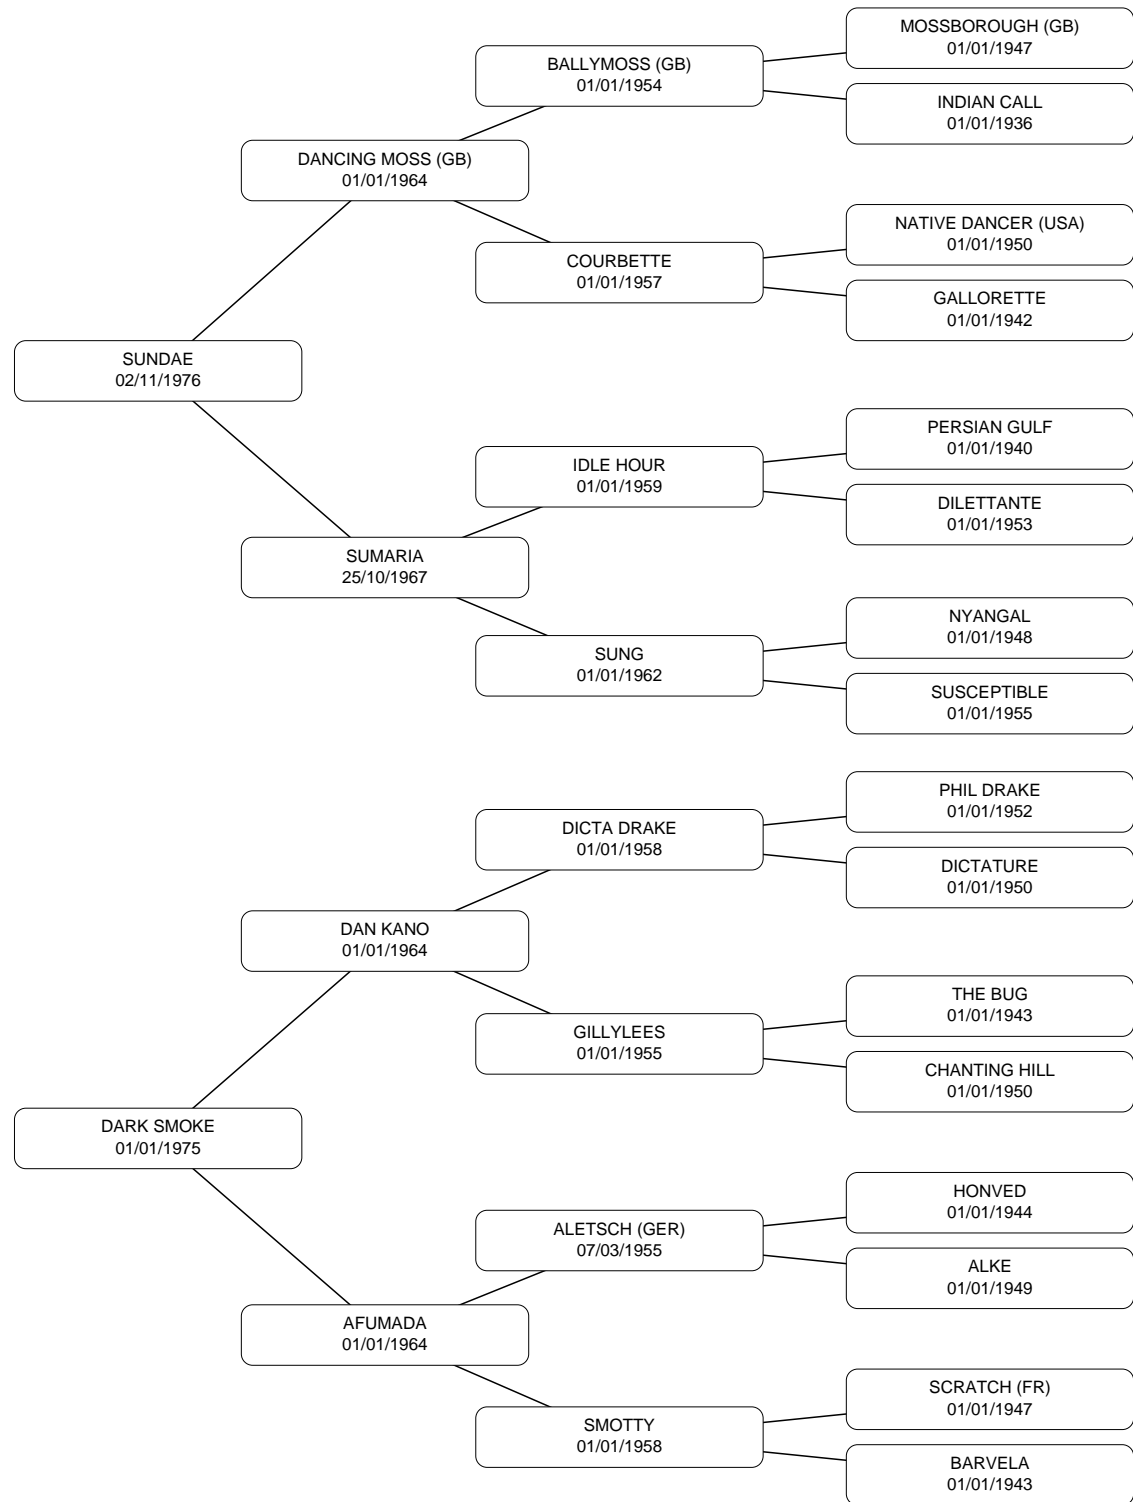 MOSSBOROUGH (GB)
01/01/1947
BALLYMOSS (GB)
01/01/1954
INDIAN CALL
01/01/1936
DANCING MOSS (GB)
01/01/1964
NATIVE DANCER (USA)
01/01/1950
COURBETTE
01/01/1957
GALLORETTE
01/01/1942
SUNDAE
02/11/1976
PERSIAN GULF
01/01/1940
IDLE HOUR
01/01/1959
DILETTANTE
01/01/1953
SUMARIA
25/10/1967
NYANGAL
01/01/1948
SUNG
01/01/1962
SUSCEPTIBLE
01/01/1955
PHIL DRAKE
01/01/1952
DICTA DRAKE
01/01/1958
DICTATURE
01/01/1950
DAN KANO
01/01/1964
THE BUG
01/01/1943
GILLYLEES
01/01/1955
CHANTING HILL
01/01/1950
DARK SMOKE
01/01/1975
HONVED
01/01/1944
ALETSCH (GER)
07/03/1955
ALKE
01/01/1949
AFUMADA
01/01/1964
SCRATCH (FR)
01/01/1947
SMOTTY
01/01/1958
BARVELA
01/01/1943